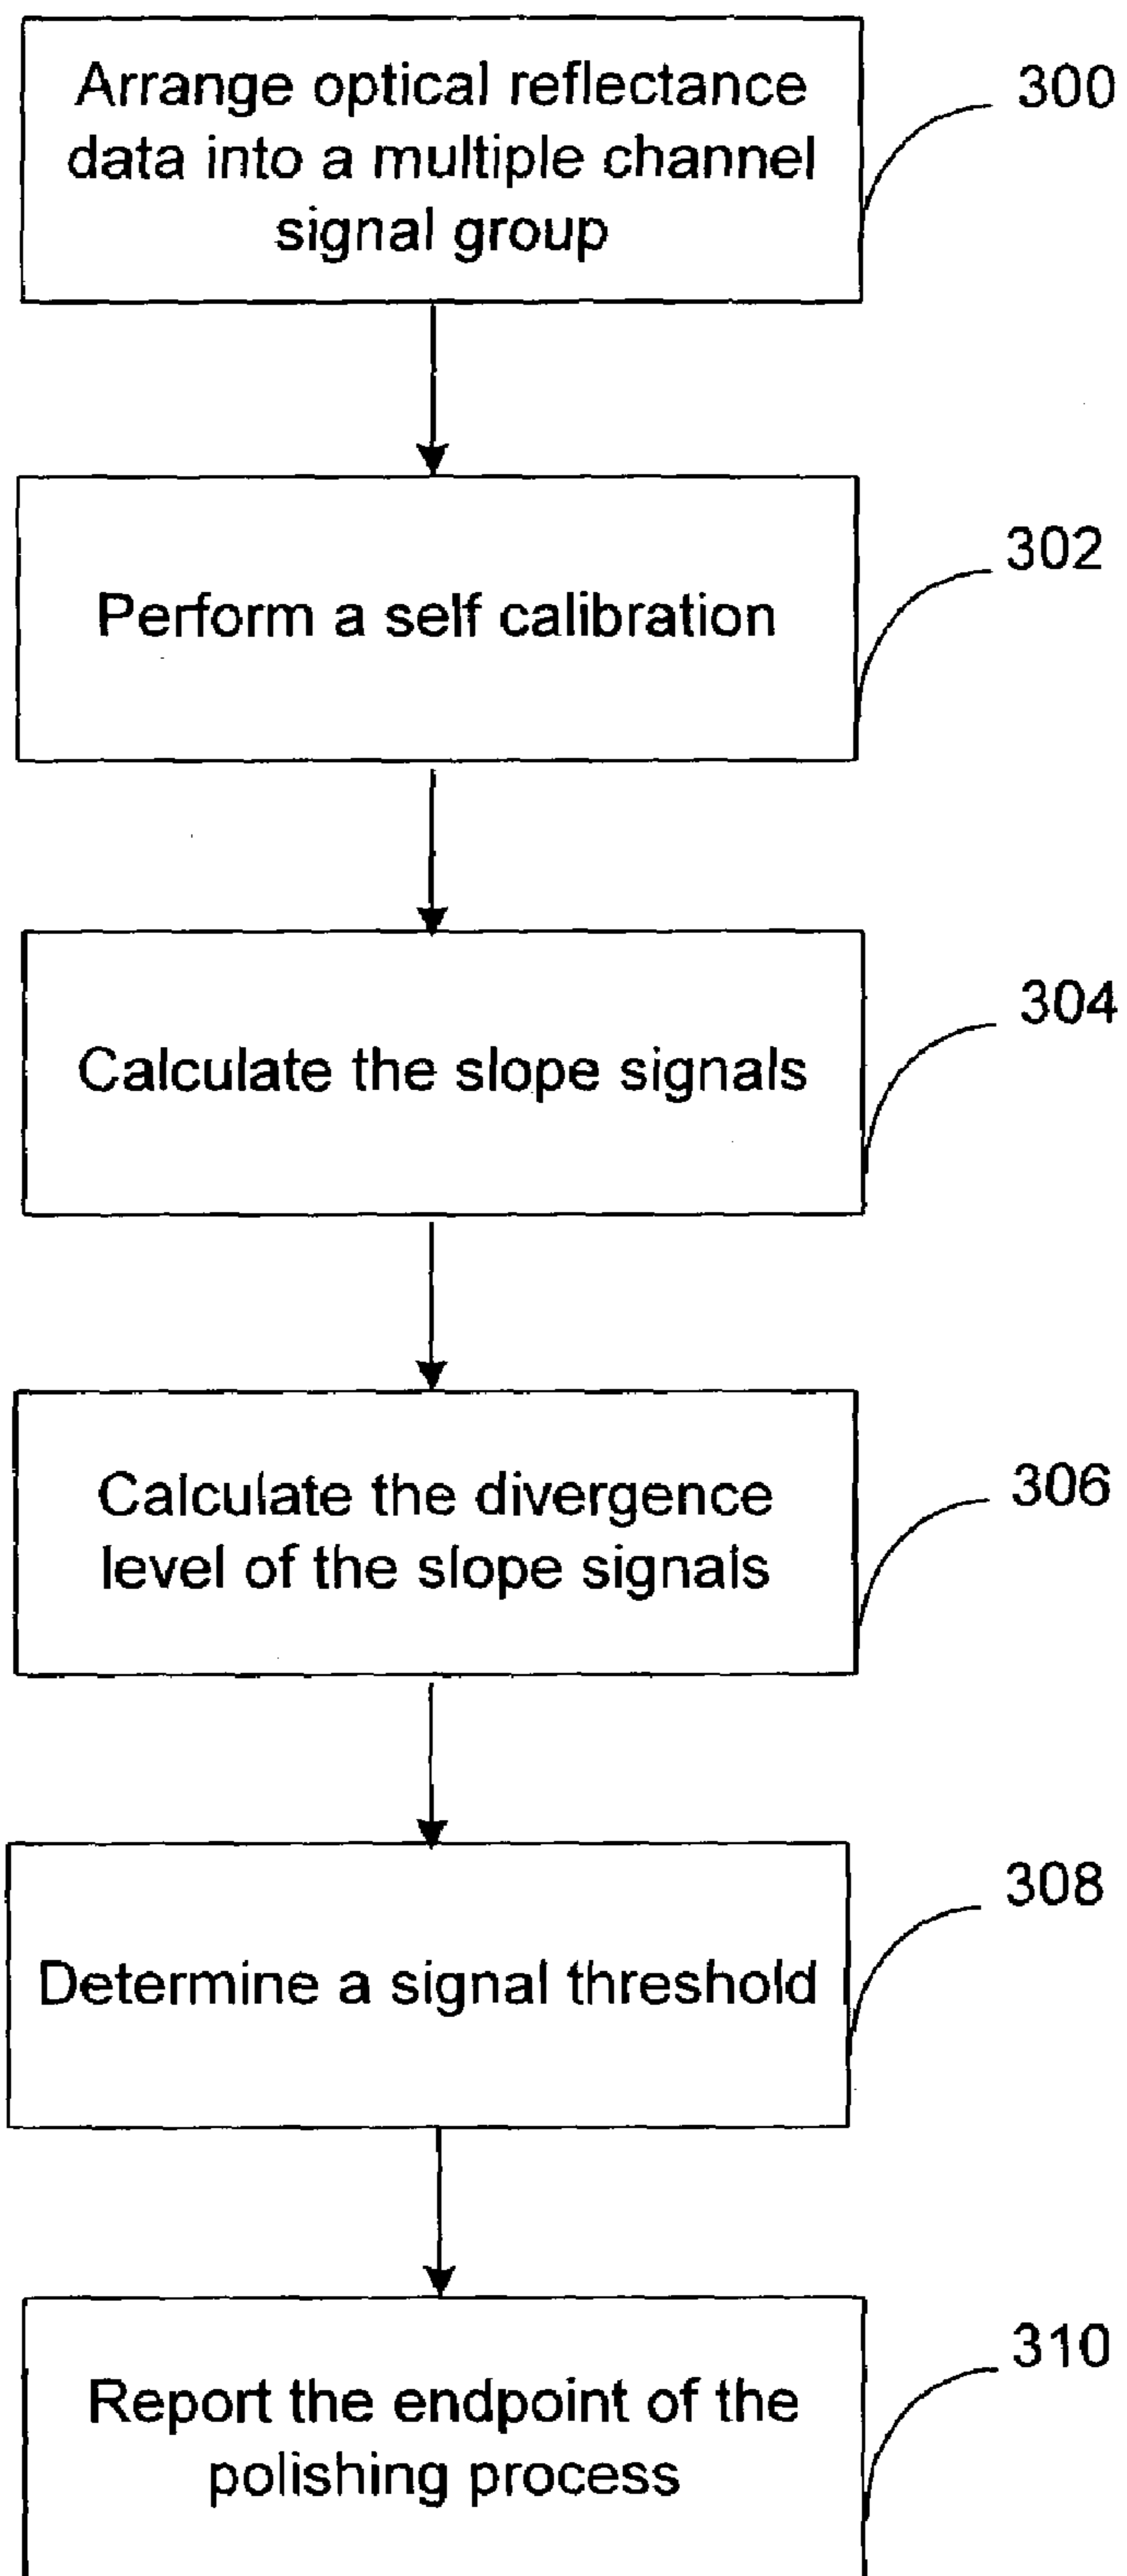 Arrange optical reflectance
data into a multiple channel
signal group
300
Perform a self calibration
302
Calculate the slope signals
304
Calculate the divergence
level of the slope signals
306
Determine a signal threshold
308
Report the endpoint of the
polishing process
310